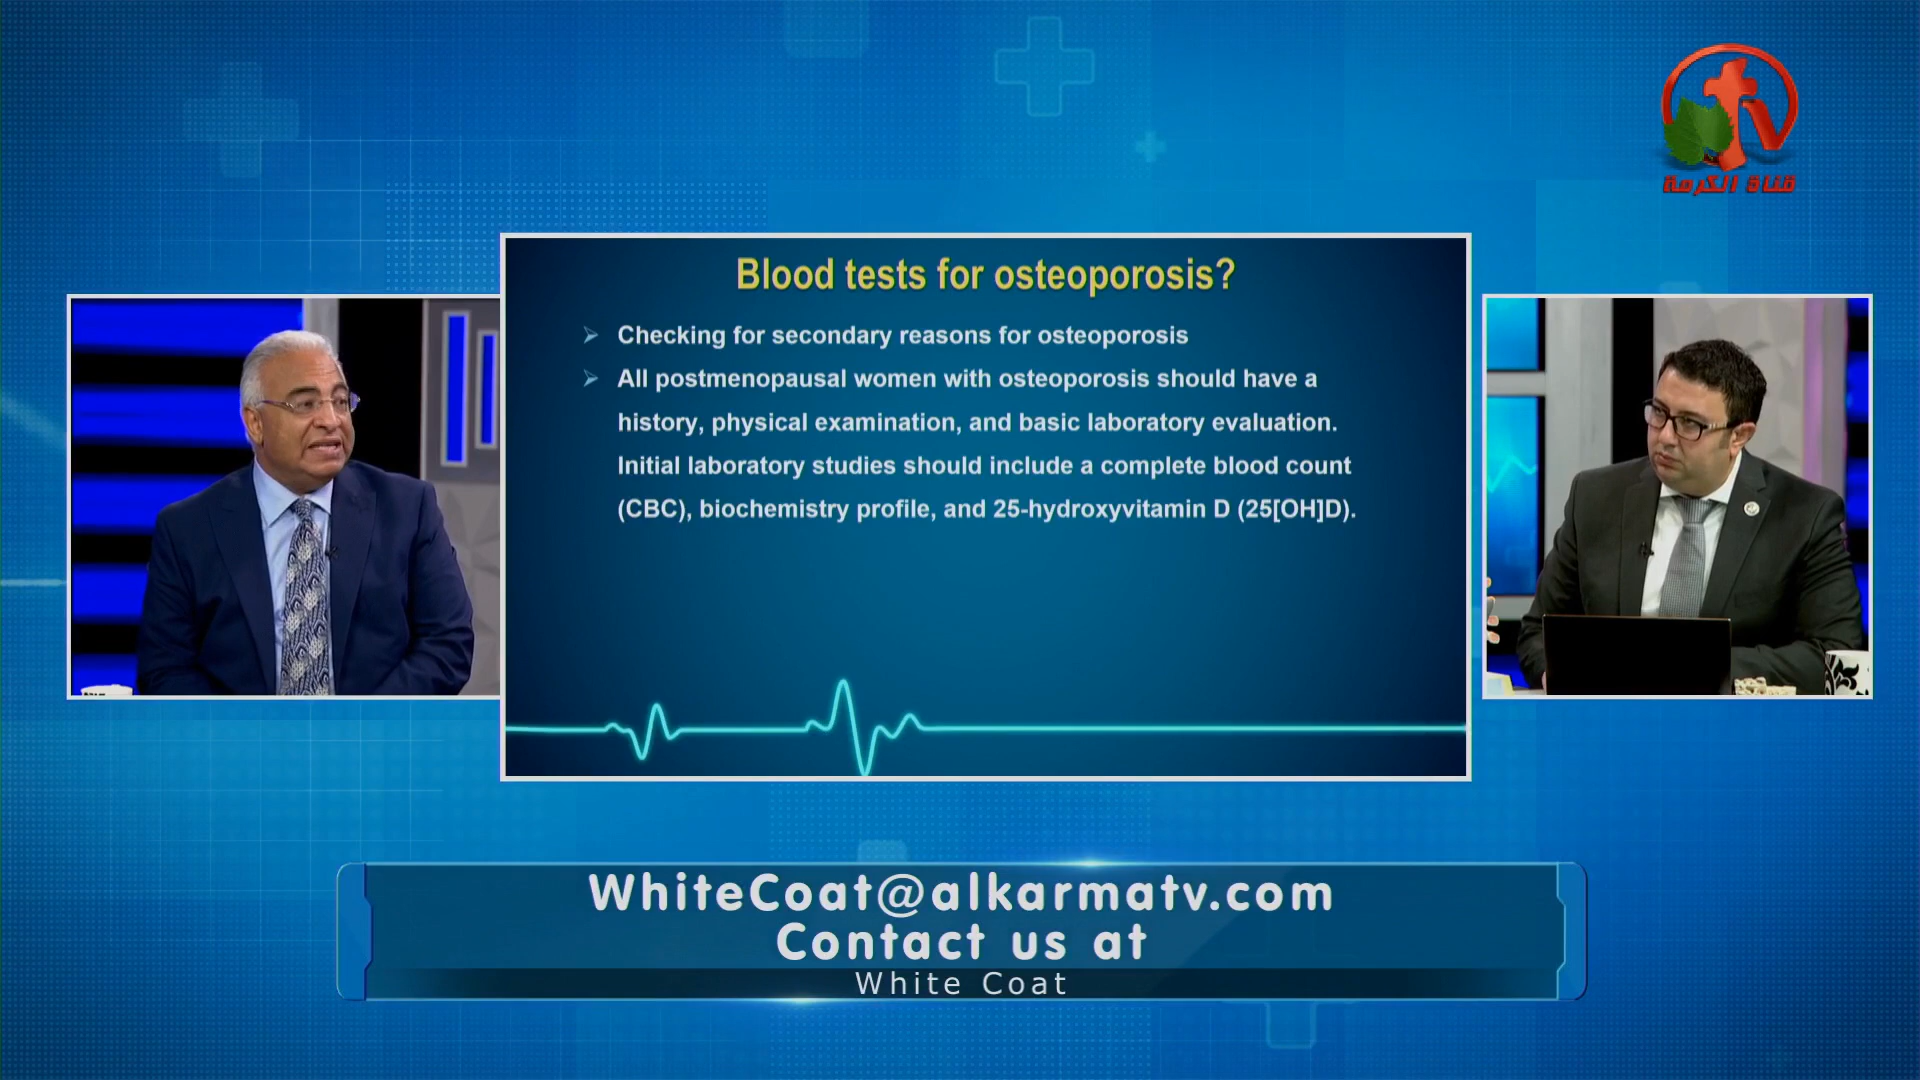 tv
قناة الكرمة
Blood tests for osteoporosis?
➢ Checking for secondary reasons for osteoporosis
➢ All postmenopausal women with osteoporosis should have a
history, physical examination, and basic laboratory evaluation.
Initial laboratory studies should include a complete blood count
(CBC), biochemistry profile, and 25-hydroxyvitamin D (25[OH]D).
WhiteCoat@alkarmatv.com
Contact us at
White Coat